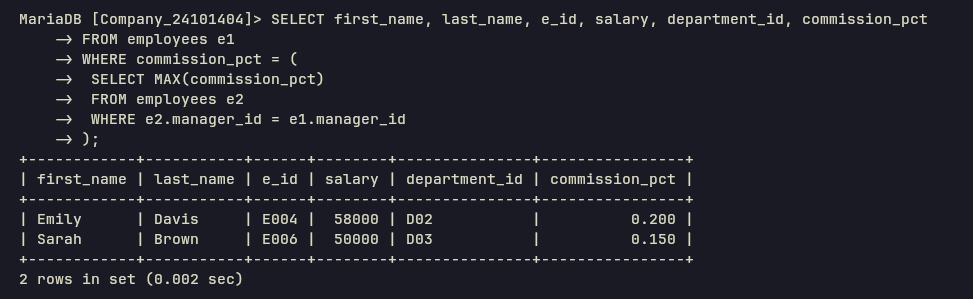 MariaDB [Company_24101404]> SELECT first_name, last_name, e_id, salary, department_id, commission_pct
    -> FROM employees e1
    -> WHERE commission_pct = (
    ->  SELECT MAX(commission_pct)
    ->  FROM employees e2
    ->  WHERE e2.manager_id = e1.manager_id
    -> );
+------------+-----------+------+--------+---------------+----------------+
| first_name | last_name | e_id | salary | department_id | commission_pct |
+------------+-----------+------+--------+---------------+----------------+
| Emily      | Davis     | E004 |  58000 | D02           |          0.200 |
| Sarah      | Brown     | E006 |  50000 | D03           |          0.150 |
+------------+-----------+------+--------+---------------+----------------+
2 rows in set (0.002 sec)